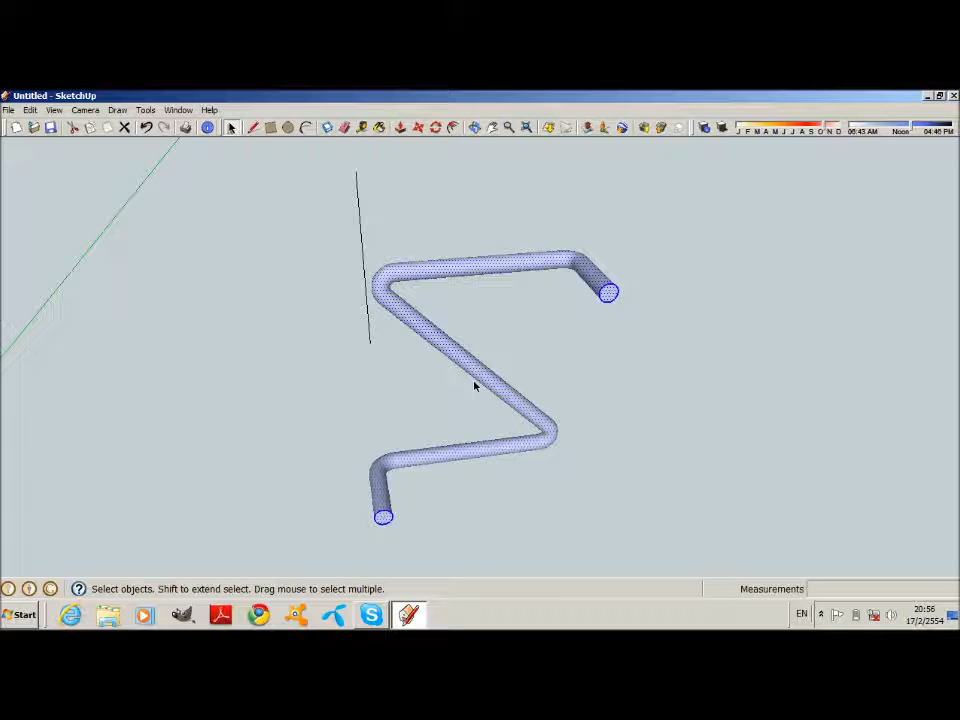 Untitled - SketchUp
File Edit View Camera Draw Tools Window Help
J F M A M J J A S O N D 06:43 AM Noon 04:46 PM
Select objects. Shift to extend select. Drag mouse to select multiple. Measurements
Start EN 20:56
17/2/2554